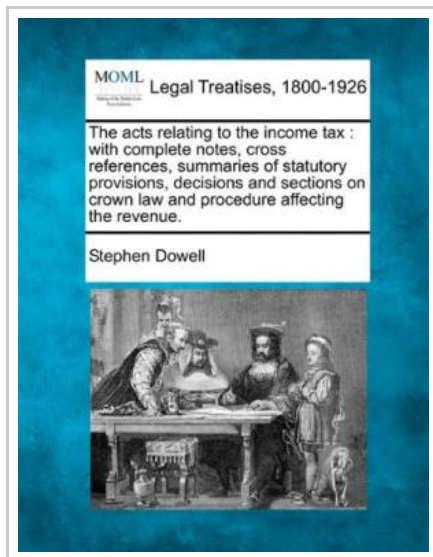 MOML
Legal Treatises, 1800-1926
The acts relating to the income tax :
with complete notes, cross
references, summaries of statutory
provisions, decisions and sections on
crown law and procedure affecting
the revenue.
Stephen Dowell